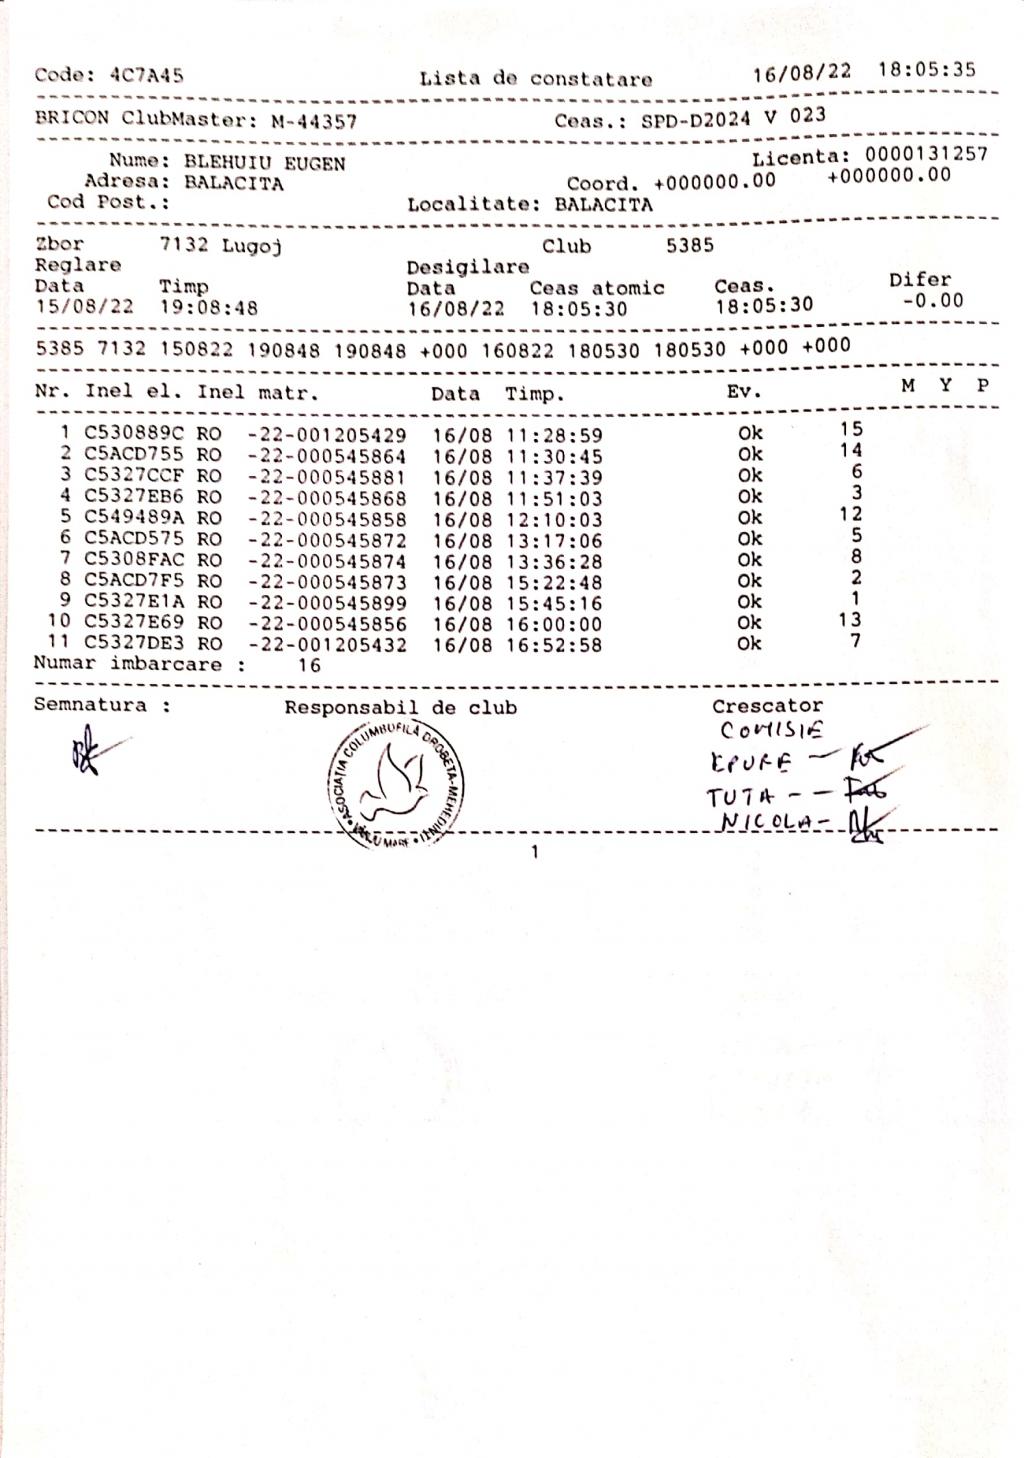 Code: 4C7A45 Lista de constatare 16/08/22 18:05:35
BRICON ClubMaster: M-44357 Ceas.: SPD-D2024 V 023
Nume: BLEHUIU EUGEN Licenta: 0000131257
Adresa: BALACITA Coord. +000000.00 +000000.00
Cod Post.: Localitate: BALACITA
Zbor 7132 Lugoj Club 5385
Reglare Desigilare
Data Timp Data Ceas atomic Ceas. Difer
15/08/22 19:08:48 16/08/22 18:05:30 18:05:30 -0.00
5385 7132 150822 190848 190848 +000 160822 180530 180530 +000 +000
Nr. Inel el. Inel matr. Data Timp. Ev. M Y P
1 C530889C RO -22-001205429 16/08 11:28:59 Ok 15
2 C5ACD755 RO -22-000545864 16/08 11:30:45 Ok 14
3 C5327CCF RO -22-000545881 16/08 11:37:39 Ok 6
4 C5327EB6 RO -22-000545868 16/08 11:51:03 Ok 3
5 C549489A RO -22-000545858 16/08 12:10:03 Ok 12
6 C5ACD575 RO -22-000545872 16/08 13:17:06 Ok 5
7 C5308FAC RO -22-000545874 16/08 13:36:28 Ok 8
8 C5ACD7F5 RO -22-000545873 16/08 15:22:48 Ok 2
9 C5327E1A RO -22-000545899 16/08 15:45:16 Ok 1
10 C5327E69 RO -22-000545856 16/08 16:00:00 Ok 13
11 C5327DE3 RO -22-001205432 16/08 16:52:58 Ok 7
Numar imbarcare : 16
Semnatura : Responsabil de club Crescator
COMISIE
EPURE
TUTA
NICOLA
ASOCIAȚIA COLUMBOFILĂ DROBETA-MEHEDINȚI
VÂNJU MARE
1